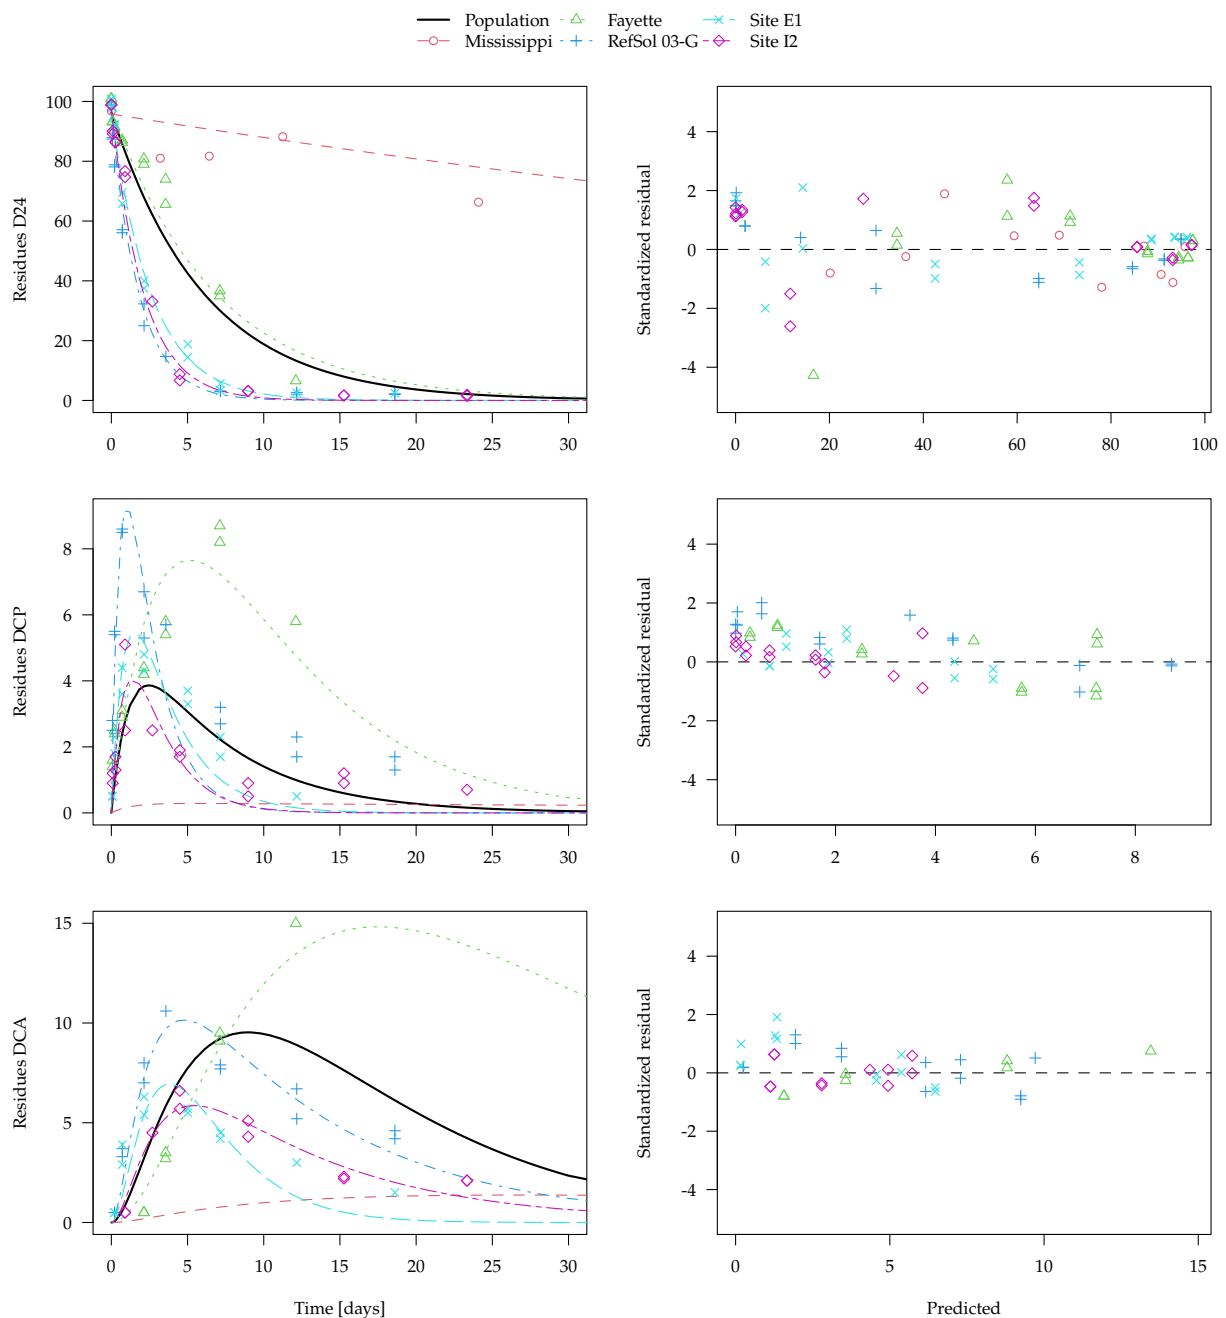 Population Fayette Site E1
Mississippi RefSol 03-G Site I2
Residues D24
100
80
60
40
20
0
0 5 10 15 20 25 30
Standardized residual
4
2
0
-2
-4
0 20 40 60 80 100
Residues DCP
8
6
4
2
0
0 5 10 15 20 25 30
Standardized residual
4
2
0
-2
-4
0 2 4 6 8
Residues DCA
15
10
5
0
0 5 10 15 20 25 30
Time [days]
Standardized residual
4
2
0
-2
-4
0 5 10 15
Predicted